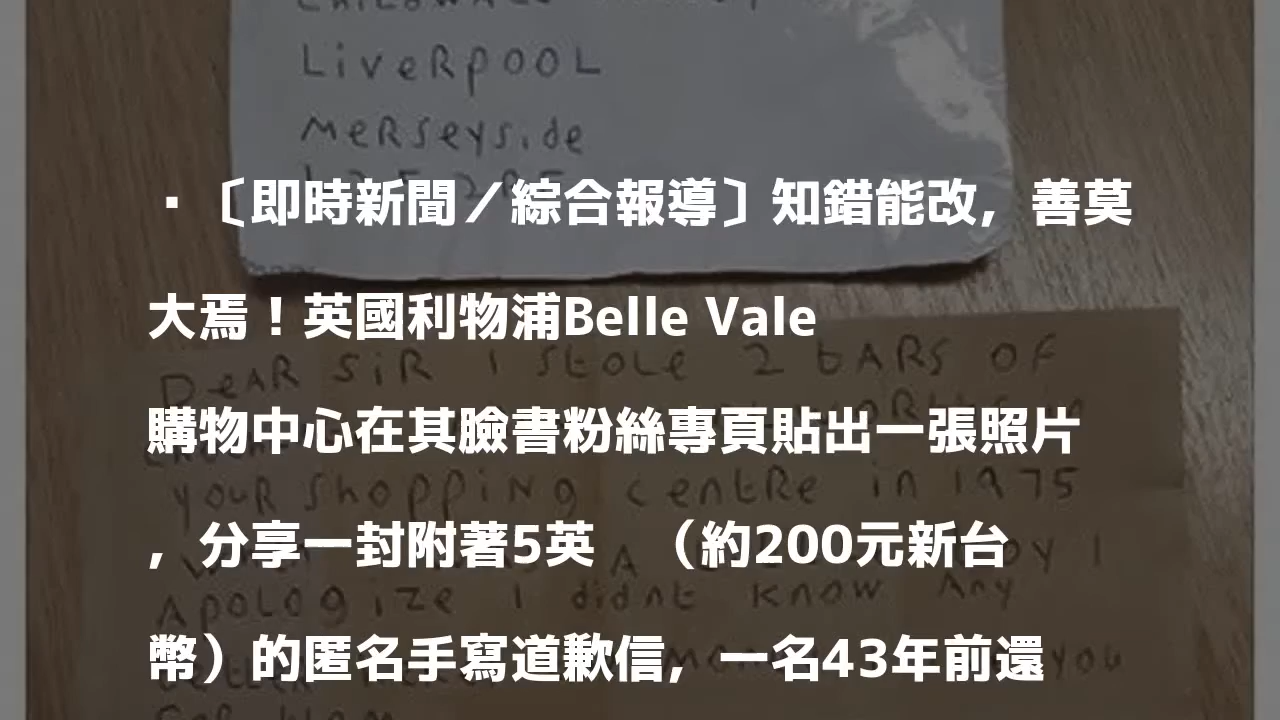 LiveRpOOL
MeRSeyside
▪〔即時新聞／綜合報導〕知錯能改，善莫
大焉！英國利物浦Belle Vale
DeAR SiR I StoLe 2 bARS OF
購物中心在其臉書粉絲專頁貼出一張照片
youR Shopping centRe in 1975
，分享一封附著5英　（約200元新台
ApoLogize I didnt know Any
幣）的匿名手寫道歉信，一名43年前還